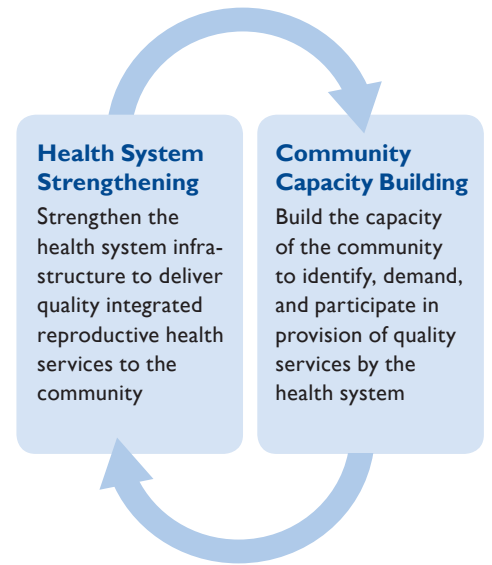 Health System
Strengthening
Strengthen the
health system infra-
structure to deliver
quality integrated
reproductive health
services to the
community
Community
Capacity Building
Build the capacity
of the community
to identify, demand,
and participate in
provision of quality
services by the
health system